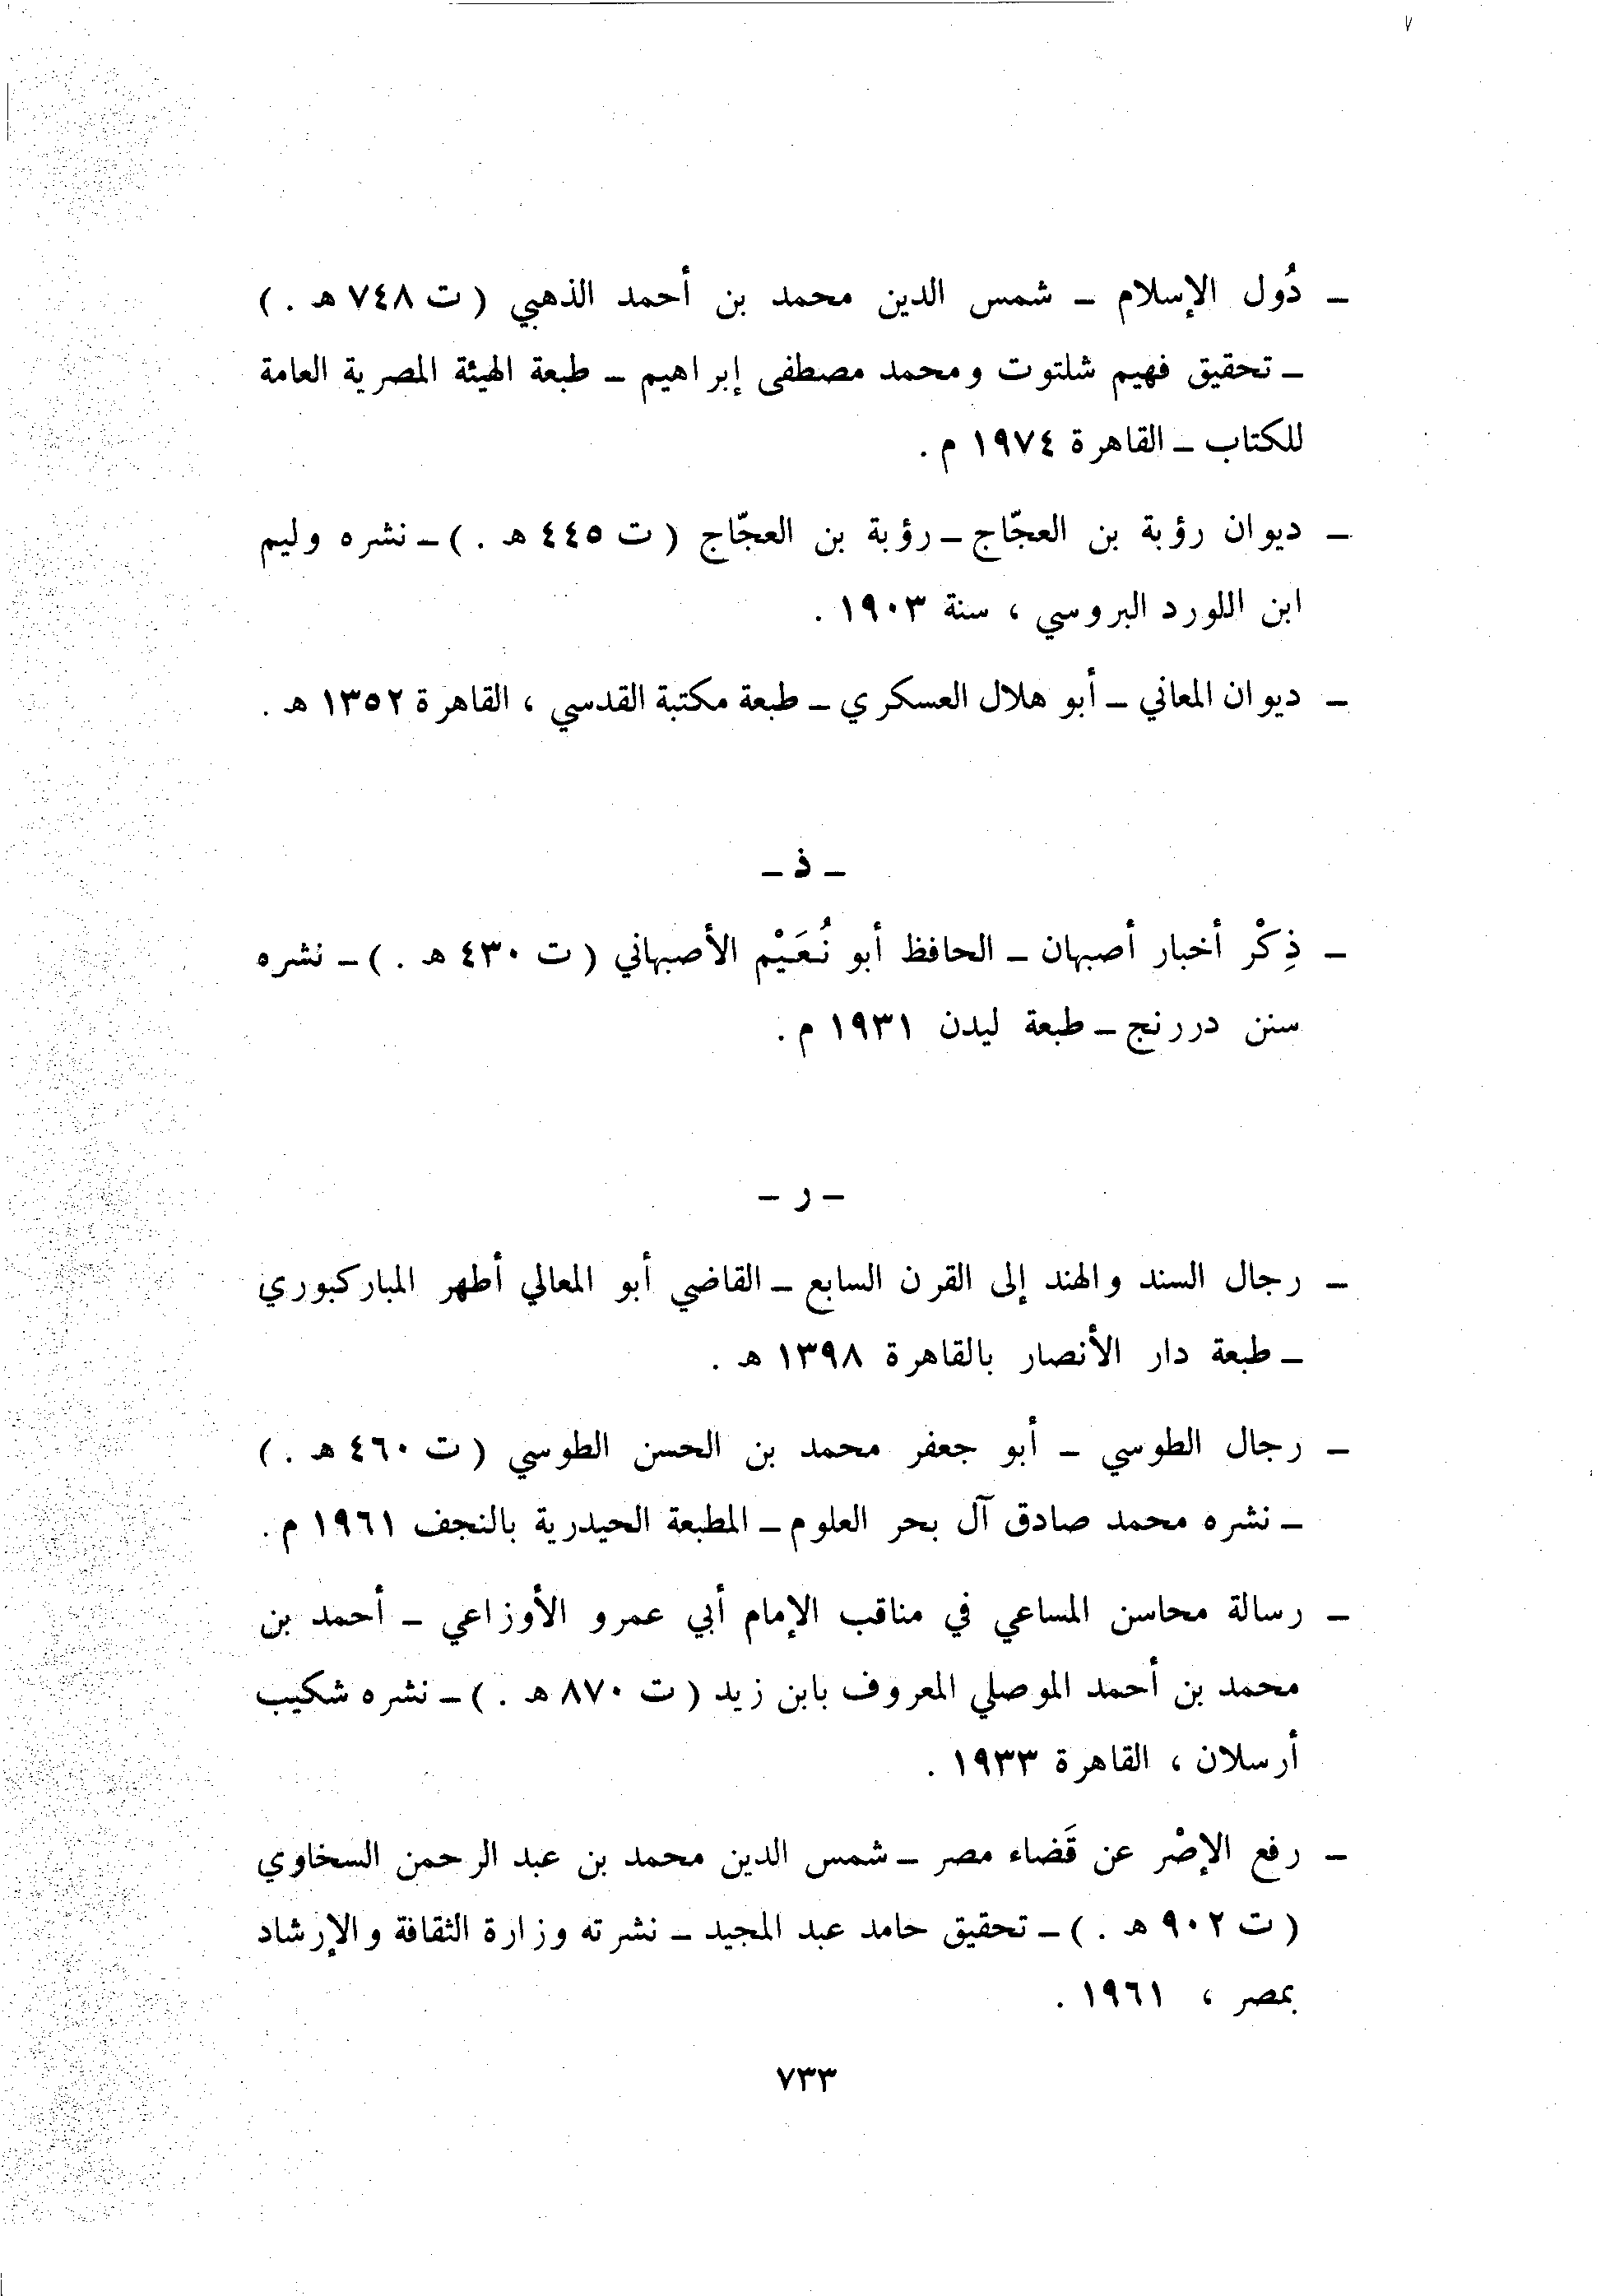 – دُول الإسلام – شمس الدين محمد بن أحمد الذهبي ( ت ٧٤٨ هـ . )
– تحقيق فهيم شلتوت ومحمد مصطفى إبراهيم – طبعة الهيئة المصرية العامة
للكتاب – القاهرة ١٩٧٤ م .
– ديوان رؤبة بن العجّاج – رؤبة بن العجّاج ( ت ٤٤٥ هـ . ) – نشره وليم
ابن اللورد البروسي ، سنة ١٩٠٣ .
– ديوان المعاني – أبو هلال العسكري – طبعة مكتبة القدسي ، القاهرة ١٣٥٢ هـ .
– ذ –
– ذِكْر أخبار أصبهان – الحافظ أبو نُعَيْم الأصبهاني ( ت ٤٣٠ هـ . ) – نشره
سنن دررنج – طبعة ليدن ١٩٣١ م .
– ر –
– رجال السند والهند إلى القرن السابع – القاضي أبو المعالي أطهر المباركبوري
– طبعة دار الأنصار بالقاهرة ١٣٩٨ هـ .
– رجال الطوسي – أبو جعفر محمد بن الحسن الطوسي ( ت ٤٦٠ هـ . )
– نشره محمد صادق آل بحر العلوم – المطبعة الحيدرية بالنجف ١٩٦١ م .
– رسالة محاسن المساعي في مناقب الإمام أبي عمرو الأوزاعي – أحمد بن
محمد بن أحمد الموصلي المعروف بابن زيد ( ت ٨٧٠ هـ . ) – نشره شكيب
أرسلان ، القاهرة ١٩٣٣ .
– رفع الإصْر عن قَضاء مصر – شمس الدين محمد بن عبد الرحمن السخاوي
( ت ٩٠٢ هـ . ) – تحقيق حامد عبد المجيد – نشرته وزارة الثقافة والإرشاد
بمصر ، ١٩٦١ .
٧٣٣